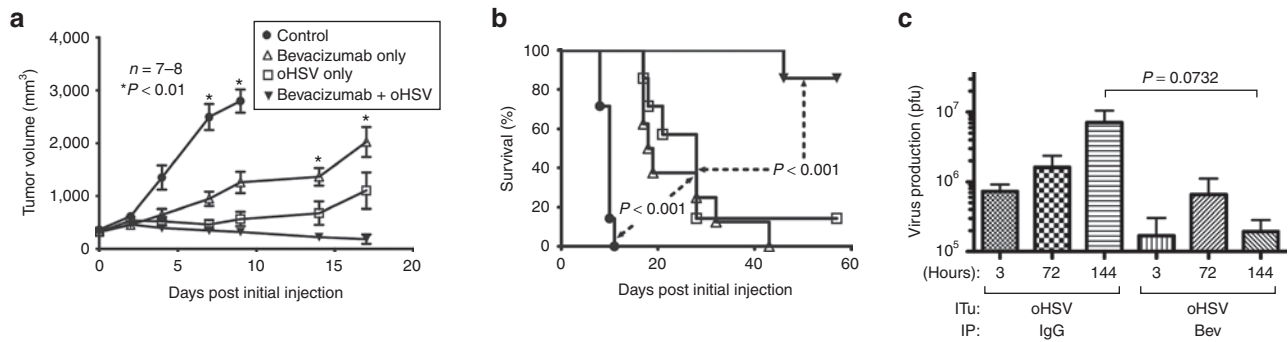 a
4,000
3,000
2,000
1,000
0
Tumor volume (mm³)
n = 7–8
*P < 0.01
* *
* *
Control
Bevacizumab only
oHSV only
Bevacizumab + oHSV
0 5 10 15 20
Days post initial injection
b
100
80
60
40
20
0
Survival (%)
P < 0.001
P < 0.001
0 20 40 60
Days post initial injection
c
P = 0.0732
10⁷
10⁶
10⁵
Virus production (pfu)
(Hours): 3 72 144 3 72 144
ITu: oHSV oHSV
IP: IgG Bev